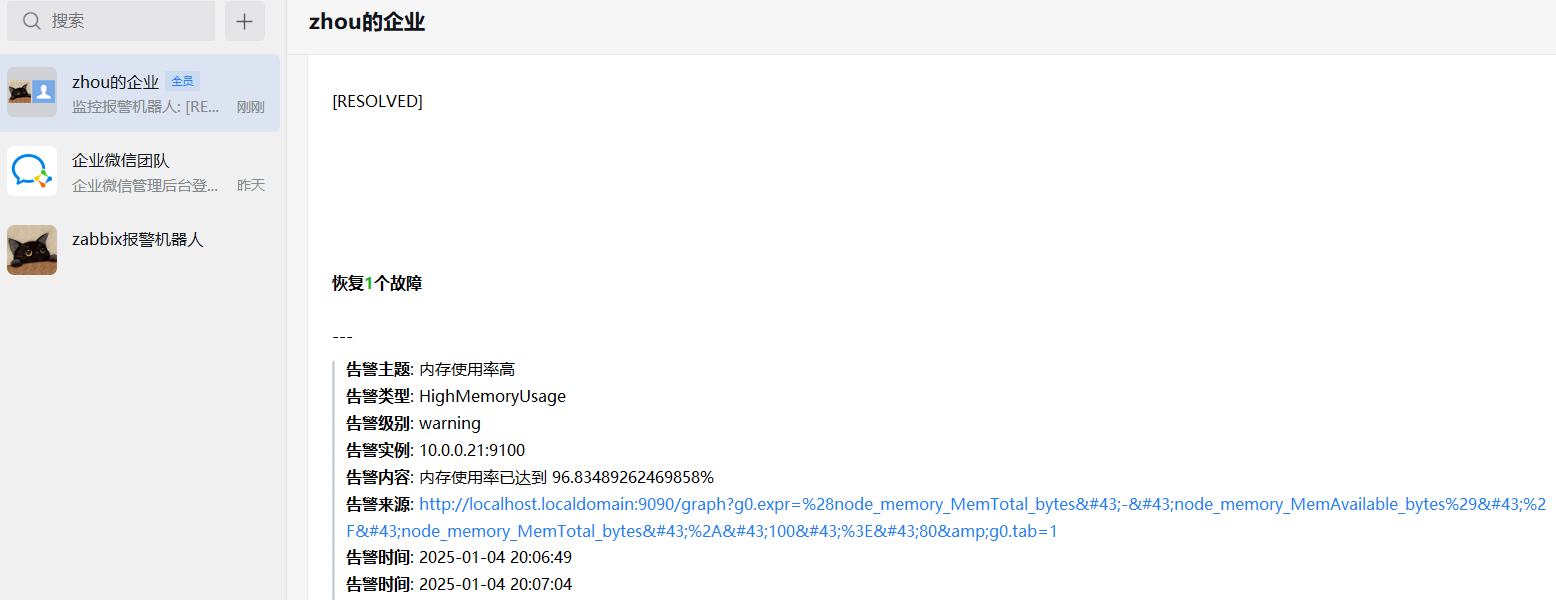 搜索
zhou的企业
zhou的企业 全员
监控报警机器人: [RE... 刚刚
企业微信团队
企业微信管理后台登... 昨天
zabbix报警机器人
[RESOLVED]
恢复1个故障
---
告警主题: 内存使用率高
告警类型: HighMemoryUsage
告警级别: warning
告警实例: 10.0.0.21:9100
告警内容: 内存使用率已达到 96.83489262469858%
告警来源: http://localhost.localdomain:9090/graph?g0.expr=%28node_memory_MemTotal_bytes&#43;-&#43;node_memory_MemAvailable_bytes%29&#43;%2
F&#43;node_memory_MemTotal_bytes&#43;%2A&#43;100&#43;%3E&#43;80&amp;g0.tab=1
告警时间: 2025-01-04 20:06:49
告警时间: 2025-01-04 20:07:04